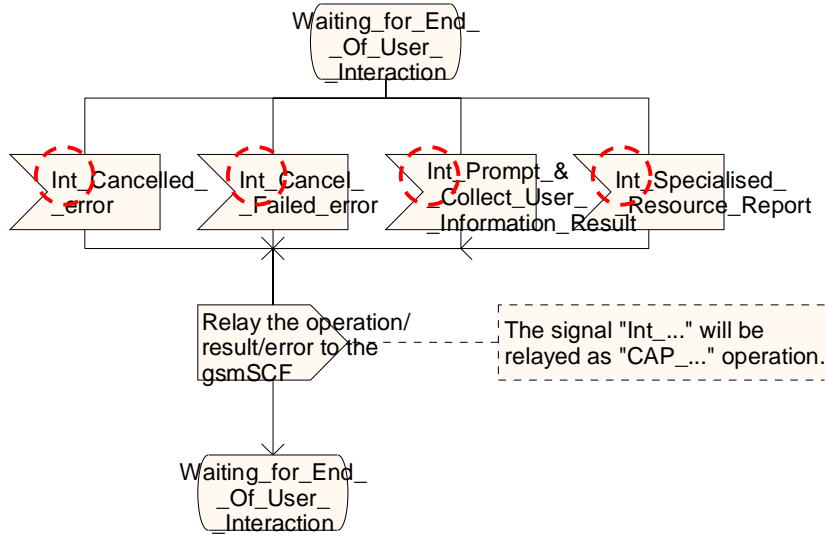 Waiting_for_End_
_Of_User_
_Interaction
Int_Cancelled_
_error
Int_Cancel_
_Failed_error
Int_Prompt_&
_Collect_User_
_Information_Result
Int_Specialised_
_Resource_Report
Relay the operation/
result/error to the
gsmSCF
The signal "Int_..." will be
relayed as "CAP_..." operation.
Waiting_for_End_
_Of_User_
_Interaction